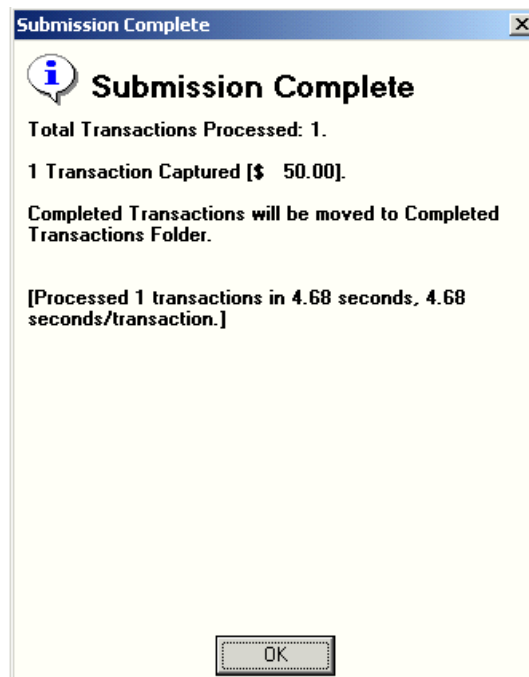 Submission Complete
Submission Complete
Total Transactions Processed: 1.
1 Transaction Captured [$   50.00].
Completed Transactions will be moved to Completed
Transactions Folder.
[Processed 1 transactions in 4.68 seconds, 4.68
seconds/transaction.]
OK